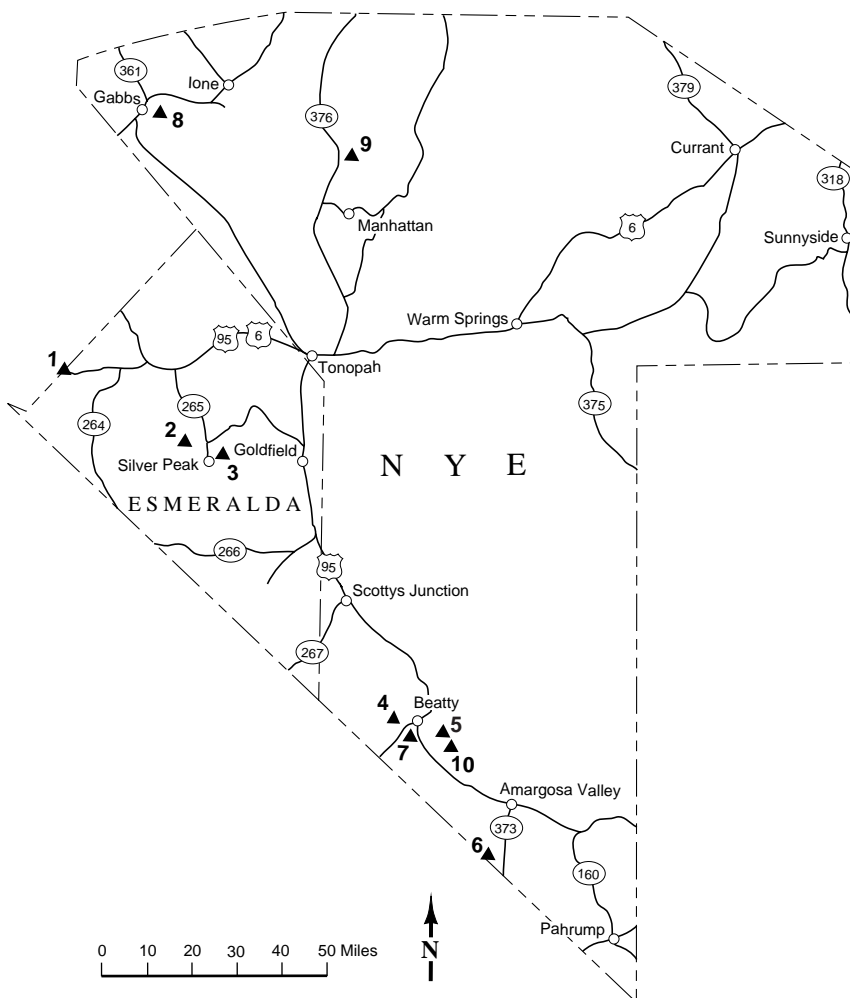 361
Ione
Gabbs
8
376
9
379
Currant
318
Manhattan
Sunnyside
6
Warm Springs
95
6
1
Tonopah
264
265
375
2
Silver Peak
3
Goldfield
N Y E
ESMERALDA
266
95
Scottys Junction
267
4
Beatty
5
7
10
Amargosa Valley
373
6
160
Pahrump
0 10 20 30 40 50 Miles
N